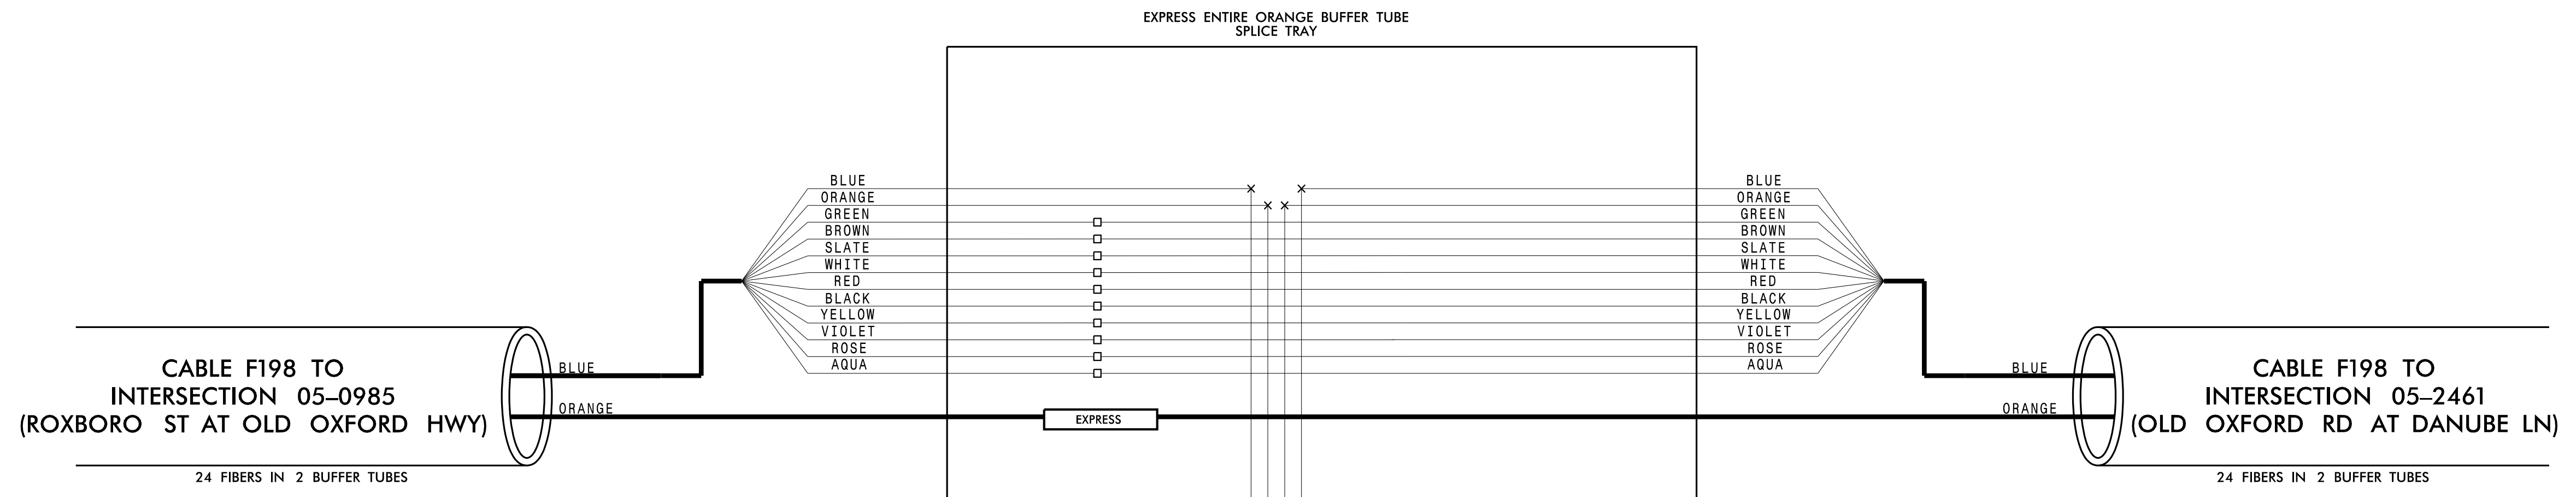 EXPRESS ENTIRE ORANGE BUFFER TUBE
SPLICE TRAY
BLUE
ORANGE
GREEN
BROWN
SLATE
WHITE
RED
BLACK
YELLOW
VIOLET
ROSE
AQUA
BLUE
ORANGE
GREEN
BROWN
SLATE
WHITE
RED
BLACK
YELLOW
VIOLET
ROSE
AQUA
CABLE F198 TO
INTERSECTION 05–0985
(ROXBORO ST AT OLD OXFORD HWY)
24 FIBERS IN 2 BUFFER TUBES
BLUE
ORANGE
EXPRESS
BLUE
ORANGE
CABLE F198 TO
INTERSECTION 05–2461
(OLD OXFORD RD AT DANUBE LN)
24 FIBERS IN 2 BUFFER TUBES